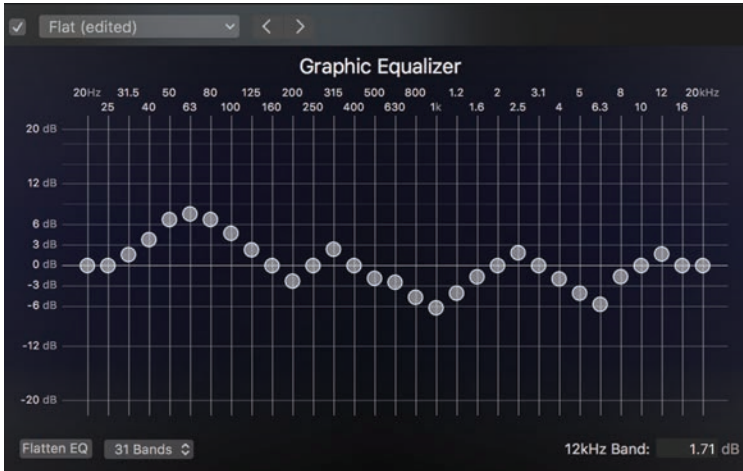 Flat (edited)
Graphic Equalizer
20Hz 31.5 50 80 125 200 315 500 800 1.2 2 3.1 5 8 12 20kHz
25 40 63 100 160 250 400 630 1k 1.6 2.5 4 6.3 10 16
20 dB
12 dB
6 dB
3 dB
0 dB
-3 dB
-6 dB
-12 dB
-20 dB
Flatten EQ 31 Bands 12kHz Band: 1.71 dB